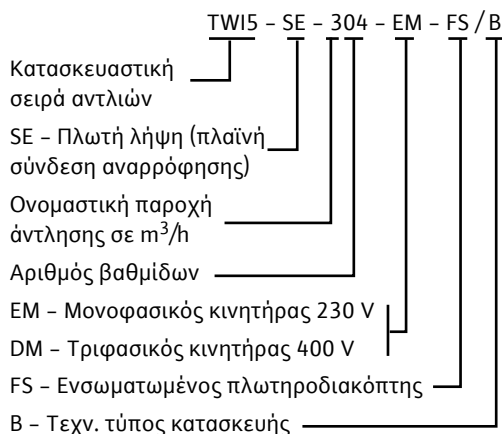 TWI5 – SE – 304 – EM – FS / B
Κατασκευαστική
σειρά αντλιών
SE – Πλωτή λήψη (πλαϊνή
σύνδεση αναρρόφησης)
Ονομαστική παροχή
άντλησης σε m³/h
Αριθμός βαθμίδων
EM – Μονοφασικός κινητήρας 230 V
DM – Τριφασικός κινητήρας 400 V
FS – Ενσωματωμένος πλωτηροδιακόπτης
B – Τεχν. τύπος κατασκευής